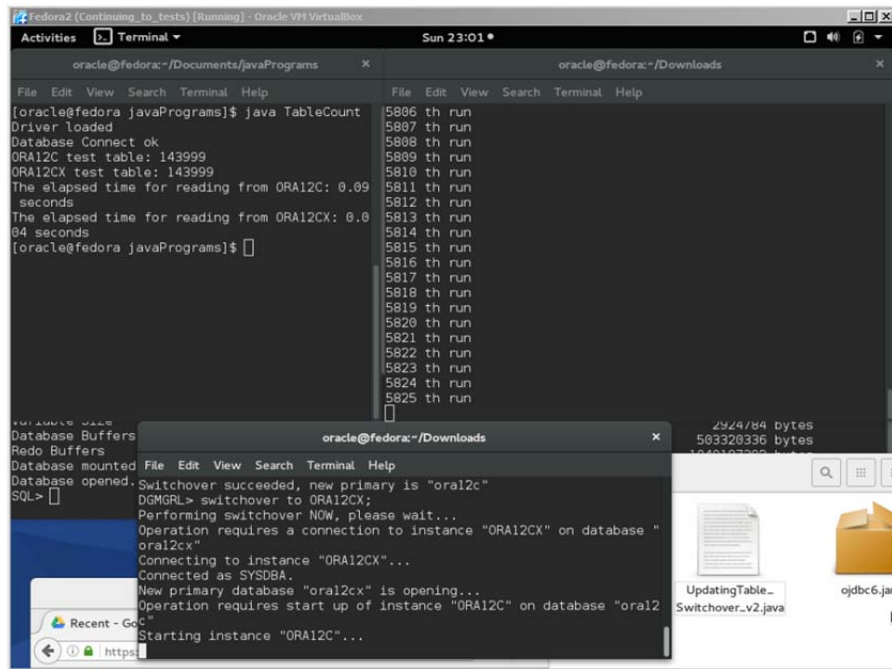 Fedora2 (Continuing_to_tests) [Running] - Oracle VM VirtualBox
Activities Terminal Sun 23:01
oracle@fedora:~/Documents/javaPrograms ×
File Edit View Search Terminal Help
[oracle@fedora javaPrograms]$ java TableCount
Driver loaded
Database Connect ok
ORA12C test table: 143999
ORA12CX test table: 143999
The elapsed time for reading from ORA12C: 0.09
seconds
The elapsed time for reading from ORA12CX: 0.0
04 seconds
[oracle@fedora javaPrograms]$
oracle@fedora:~/Downloads ×
File Edit View Search Terminal Help
5806 th run
5807 th run
5808 th run
5809 th run
5810 th run
5811 th run
5812 th run
5813 th run
5814 th run
5815 th run
5816 th run
5817 th run
5818 th run
5819 th run
5820 th run
5821 th run
5822 th run
5823 th run
5824 th run
5825 th run
Variable Size 2924784 bytes
Database Buffers 503320336 bytes
Redo Buffers bytes
Database mounted
Database opened.
SQL>
oracle@fedora:~/Downloads ×
File Edit View Search Terminal Help
Switchover succeeded, new primary is "ora12c"
DGMGRL> switchover to ORA12CX;
Performing switchover NOW, please wait...
Operation requires a connection to instance "ORA12CX" on database "
ora12cx"
Connecting to instance "ORA12CX"...
Connected as SYSDBA.
New primary database "ora12cx" is opening...
Operation requires start up of instance "ORA12C" on database "ora12
c"
Starting instance "ORA12C"...
UpdatingTable_
Switchover_v2.java
ojdbc6.jar
Recent - Go
https: